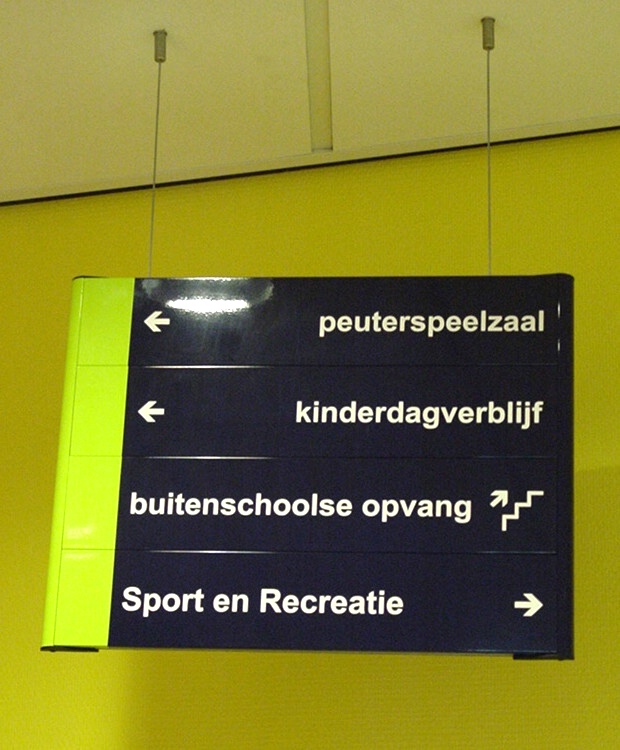 peuterspeelzaal
kinderdagverblijf
buitenschoolse opvang
Sport en Recreatie